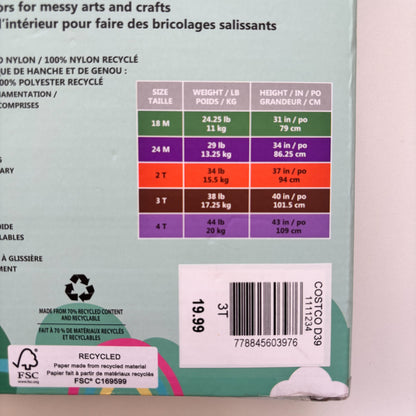 ors for messy arts and crafts
l'intérieur pour faire des bricolages salissants
D NYLON / 100% NYLON RECYCLÉ
QUE DE HANCHE ET DE GENOU :
100% POLYESTER RECYCLÉ
NAMENTATION /
COMPRISES
ARY
OIDE
LABLES
À GLISSIÈRE
EMENT
SIZE WEIGHT / LB HEIGHT / IN / PO
TAILLE POIDS / KG GRANDEUR / CM
18 M 24.25 lb 31 in / po
11 kg 79 cm
24 M 29 lb 34 in / po
13.25 kg 86.25 cm
2 T 34 lb 37 in / po
15.5 kg 94 cm
3 T 38 lb 40 in / po
17.25 kg 101.5 cm
4 T 44 lb 43 in / po
20 kg 109 cm
MADE FROM 70% RECYCLED CONTENT
AND RECYCLABLE
FAIT À 70 % DE MATÉRIAUX RECYCLÉS
ET RECYCLABLE
19.99
3T
778845603976
1111234
COSTCO D39
FSC
www.fsc.org
RECYCLED
Paper made from recycled material
Papier fait à partir de matériaux recyclés
FSC® C169599